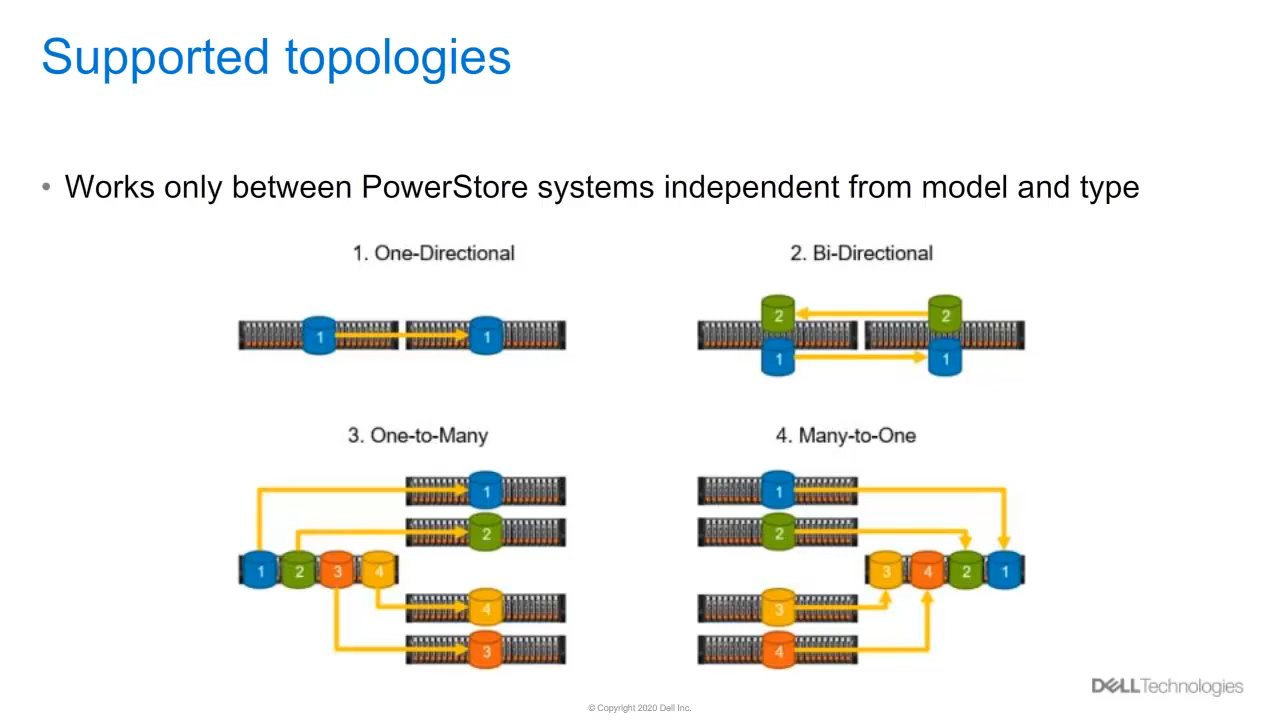 Supported topologies
• Works only between PowerStore systems independent from model and type
1. One-Directional
2. Bi-Directional
1
1
2
2
1
1
3. One-to-Many
4. Many-to-One
1
2
1
2
3
4
4
3
1
2
3
4
2
1
3
4
DELLTechnologies
© Copyright 2020 Dell Inc.